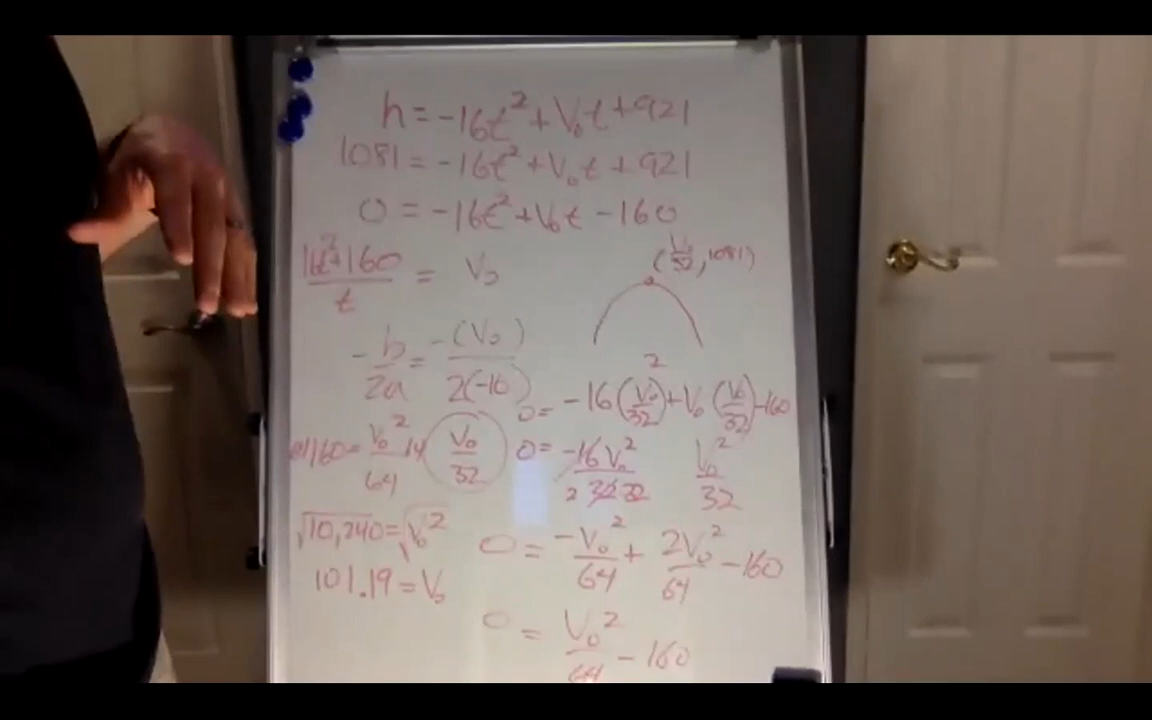 h = -16t² + V₀t + 921
1081 = -16t² + V₀t + 921
0 = -16t² + V₀t - 160
(V₀/32, 1081)
16t² + 160 / t = V₀
-b/2a = -(V₀) / 2(-16)
V₀/32
0 = -16(V₀/32)² + V₀(V₀/32) - 160
0 = -16V₀² / 2 32 32 V₀²/32
0 = -V₀²/64 + 2V₀²/64 - 160
0 = V₀²/64 - 160
160 = V₀²/64
√10,240 = √V₀²
101.19 = V₀